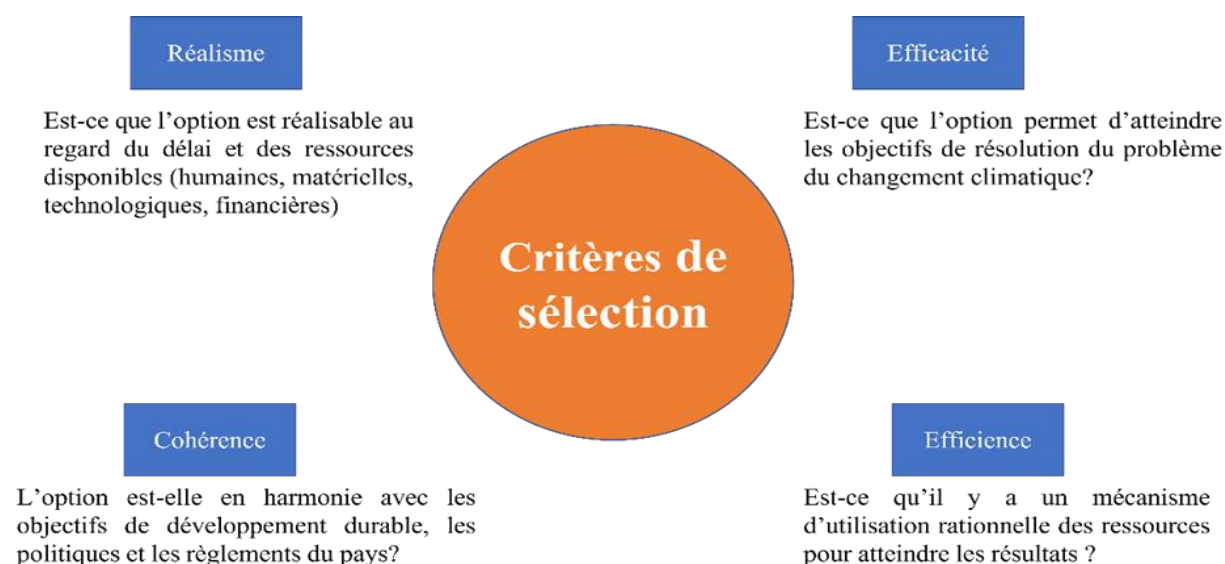 Réalisme
Est-ce que l'option est réalisable au
regard du délai et des ressources
disponibles (humaines, matérielles,
technologiques, financières)
Efficacité
Est-ce que l'option permet d'atteindre
les objectifs de résolution du problème
du changement climatique?
Critères de
sélection
Cohérence
L'option est-elle en harmonie avec les
objectifs de développement durable, les
politiques et les règlements du pays?
Efficience
Est-ce qu'il y a un mécanisme
d'utilisation rationnelle des ressources
pour atteindre les résultats ?